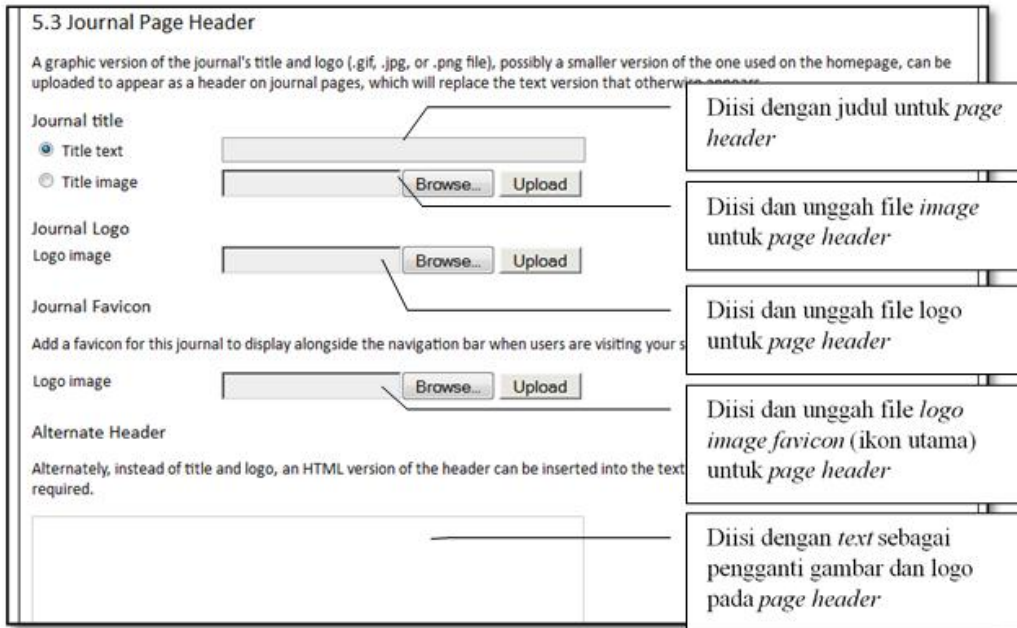 5.3 Journal Page Header
A graphic version of the journal's title and logo (.gif, .jpg, or .png file), possibly a smaller version of the one used on the homepage, can be
uploaded to appear as a header on journal pages, which will replace the text version that otherwise appears.
Journal title
Title text
Title image Browse... Upload
Journal Logo
Logo image Browse... Upload
Journal Favicon
Add a favicon for this journal to display alongside the navigation bar when users are visiting your s
Logo image Browse... Upload
Alternate Header
Alternately, instead of title and logo, an HTML version of the header can be inserted into the text
required.
Diisi dengan judul untuk page
header
Diisi dan unggah file image
untuk page header
Diisi dan unggah file logo
untuk page header
Diisi dan unggah file logo
image favicon (ikon utama)
untuk page header
Diisi dengan text sebagai
pengganti gambar dan logo
pada page header